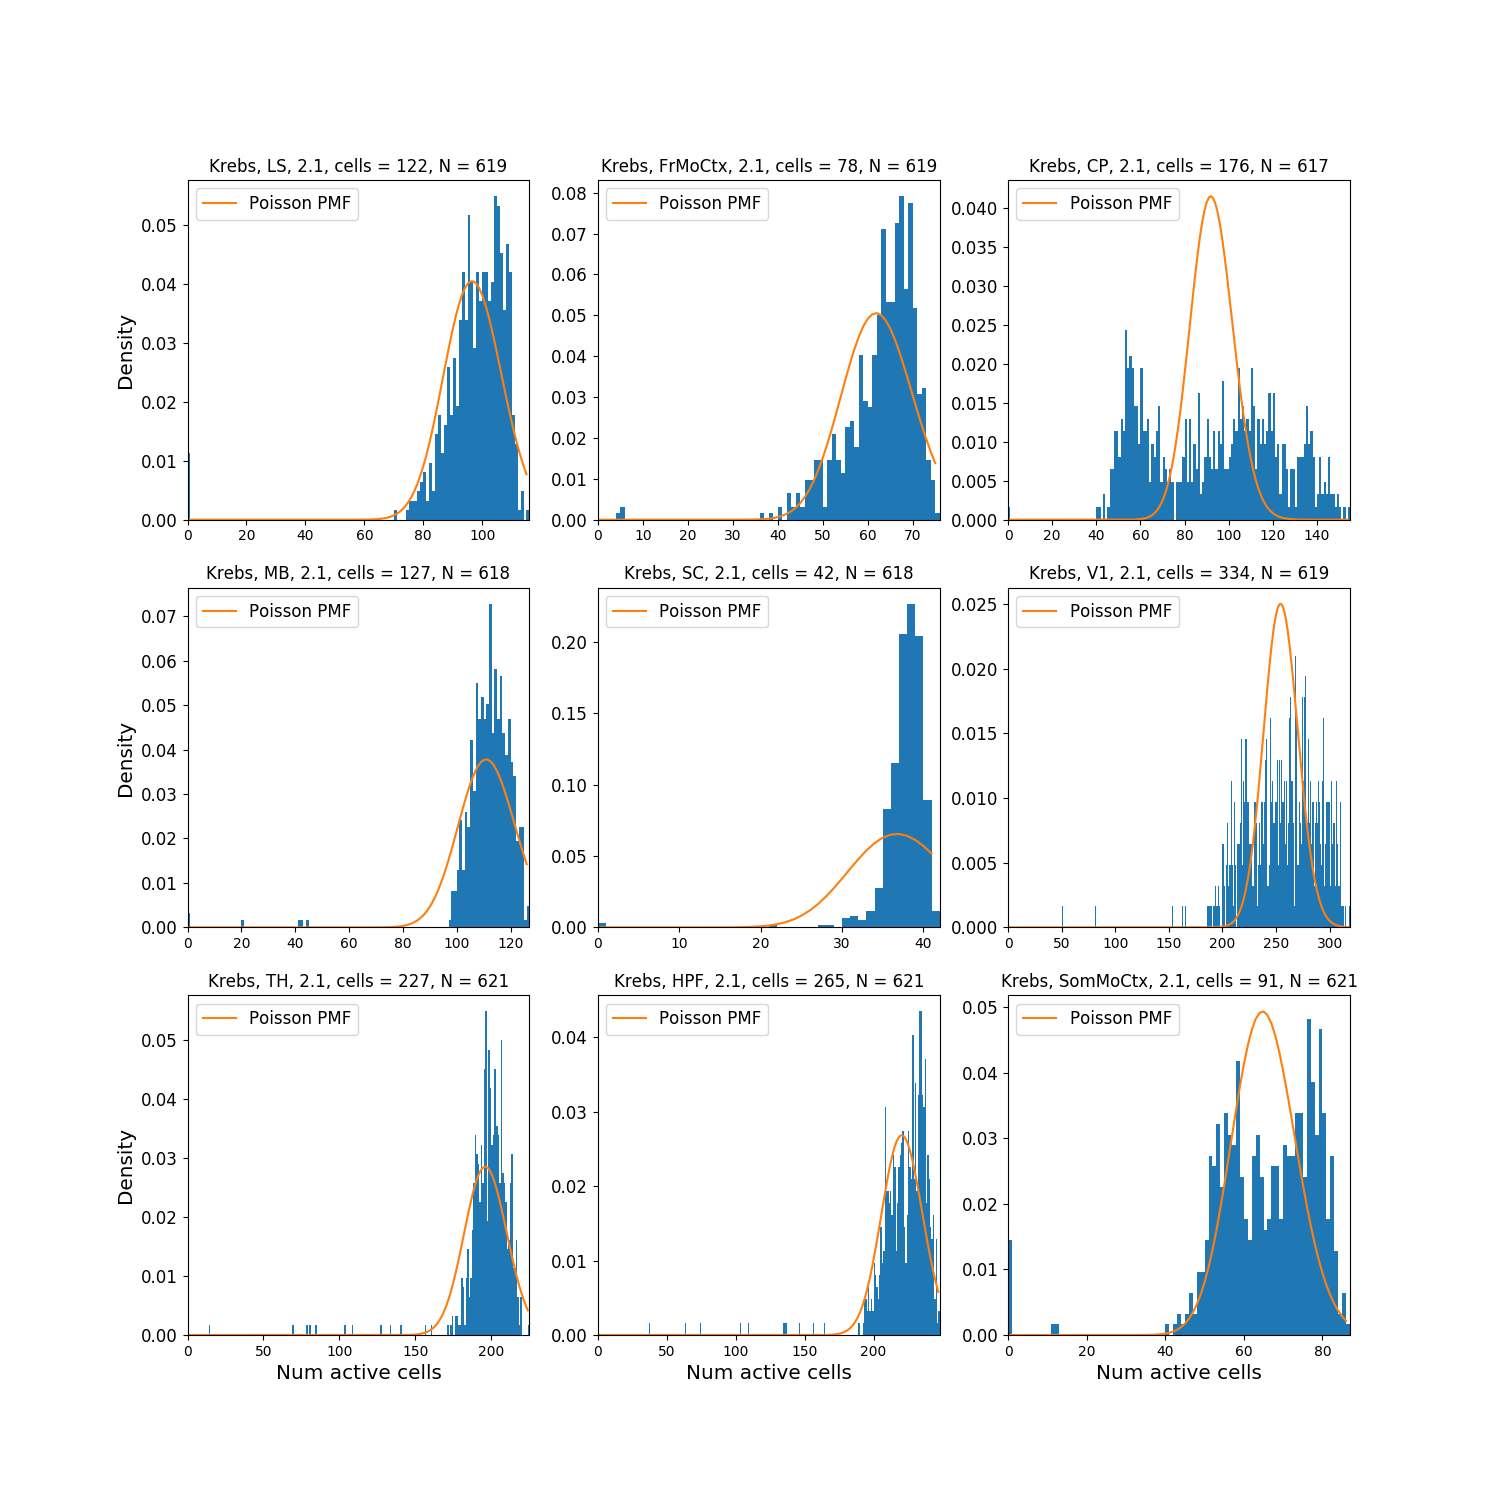 Krebs, LS, 2.1, cells = 122, N = 619
Krebs, FrMoCtx, 2.1, cells = 78, N = 619
Krebs, CP, 2.1, cells = 176, N = 617
Poisson PMF
Poisson PMF
Poisson PMF
Density
0.05
0.04
0.03
0.02
0.01
0.00
0 20 40 60 80 100
0.08
0.07
0.06
0.05
0.04
0.03
0.02
0.01
0.00
0 10 20 30 40 50 60 70
0.040
0.035
0.030
0.025
0.020
0.015
0.010
0.005
0.000
0 20 40 60 80 100 120 140
Krebs, MB, 2.1, cells = 127, N = 618
Krebs, SC, 2.1, cells = 42, N = 618
Krebs, V1, 2.1, cells = 334, N = 619
Poisson PMF
Poisson PMF
Poisson PMF
Density
0.07
0.06
0.05
0.04
0.03
0.02
0.01
0.00
0 20 40 60 80 100 120
0.20
0.15
0.10
0.05
0.00
0 10 20 30 40
0.025
0.020
0.015
0.010
0.005
0.000
0 50 100 150 200 250 300
Krebs, TH, 2.1, cells = 227, N = 621
Krebs, HPF, 2.1, cells = 265, N = 621
Krebs, SomMoCtx, 2.1, cells = 91, N = 621
Poisson PMF
Poisson PMF
Poisson PMF
Density
0.05
0.04
0.03
0.02
0.01
0.00
0 50 100 150 200
Num active cells
0.04
0.03
0.02
0.01
0.00
0 50 100 150 200
Num active cells
0.05
0.04
0.03
0.02
0.01
0.00
0 20 40 60 80
Num active cells